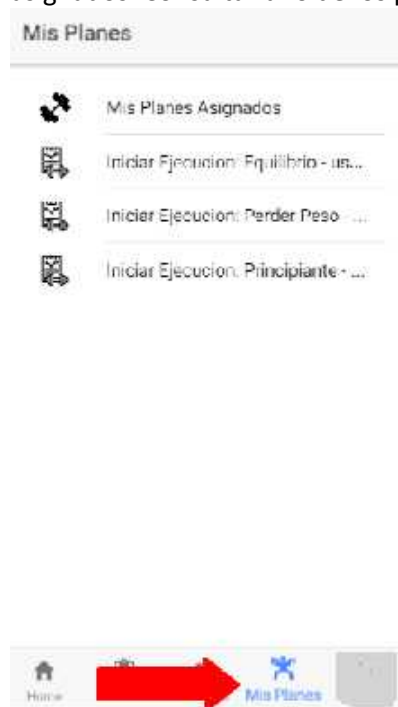 Mis Planes
Mis Planes Asignados
Iniciar Ejecucion: Equilibrio - us...
Iniciar Ejecucion: Perder Peso - ...
Iniciar Ejecucion: Principiante - ...
Home
Mis Planes